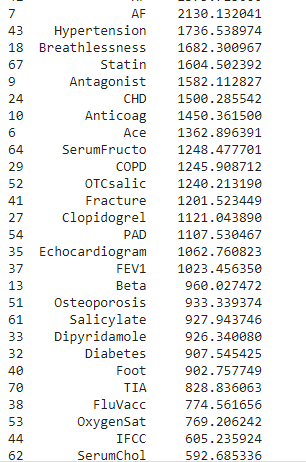 7 AF 2130.132041
43 Hypertension 1736.538974
18 Breathlessness 1682.300967
67 Statin 1604.502392
9 Antagonist 1582.112827
24 CHD 1500.285542
10 Anticoag 1450.361500
6 Ace 1362.896391
64 SerumFructo 1248.477701
29 COPD 1245.908712
52 OTCsalic 1240.213190
41 Fracture 1201.523449
27 Clopidogrel 1121.043890
54 PAD 1107.530467
35 Echocardiogram 1062.760823
37 FEV1 1023.456350
13 Beta 960.027472
51 Osteoporosis 933.339374
61 Salicylate 927.943746
33 Dipyridamole 926.340080
32 Diabetes 907.545425
40 Foot 902.757749
70 TIA 828.836063
38 FluVacc 774.561656
53 OxygenSat 769.206242
44 IFCC 605.235924
62 SerumChol 592.685336